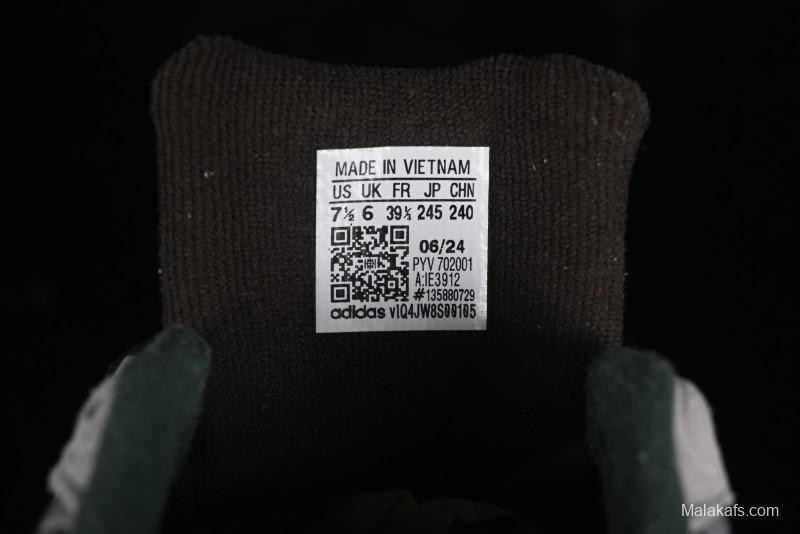 MADE IN VIETNAM
US UK FR JP CHN
7½ 6 39⅓ 245 240
06/24
PYV 702001
A:IE3912
#135880729
adidas vlQ4JW8S00105
Malakafs.com